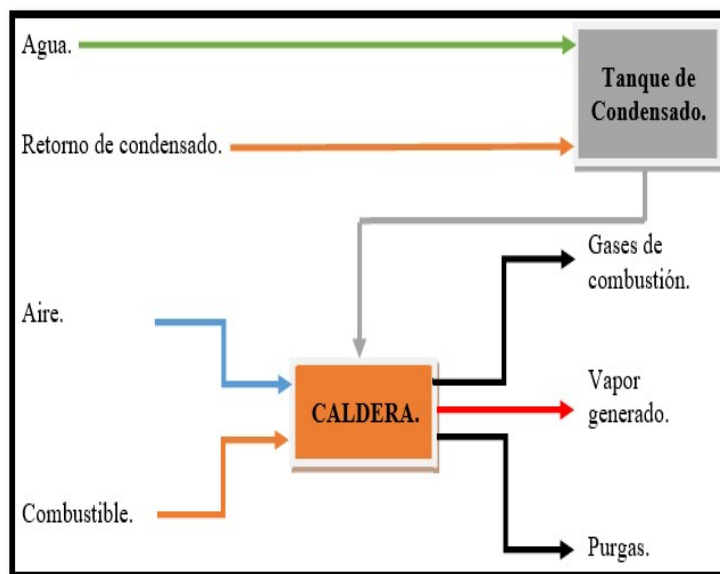 Agua.
Tanque de
Condensado.
Retorno de condensado.
Gases de
combustión.
Aire.
Vapor
generado.
CALDERA.
Combustible.
Purgas.